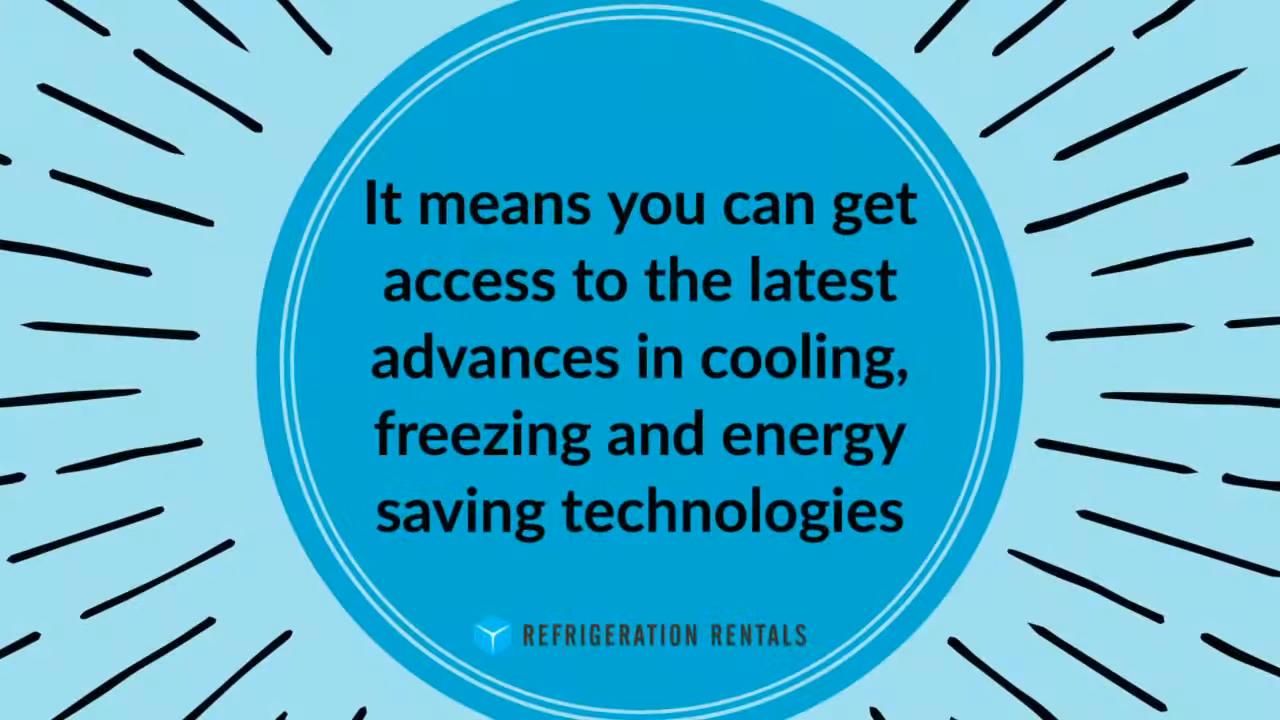 It means you can get
access to the latest
advances in cooling,
freezing and energy
saving technologies
REFRIGERATION RENTALS